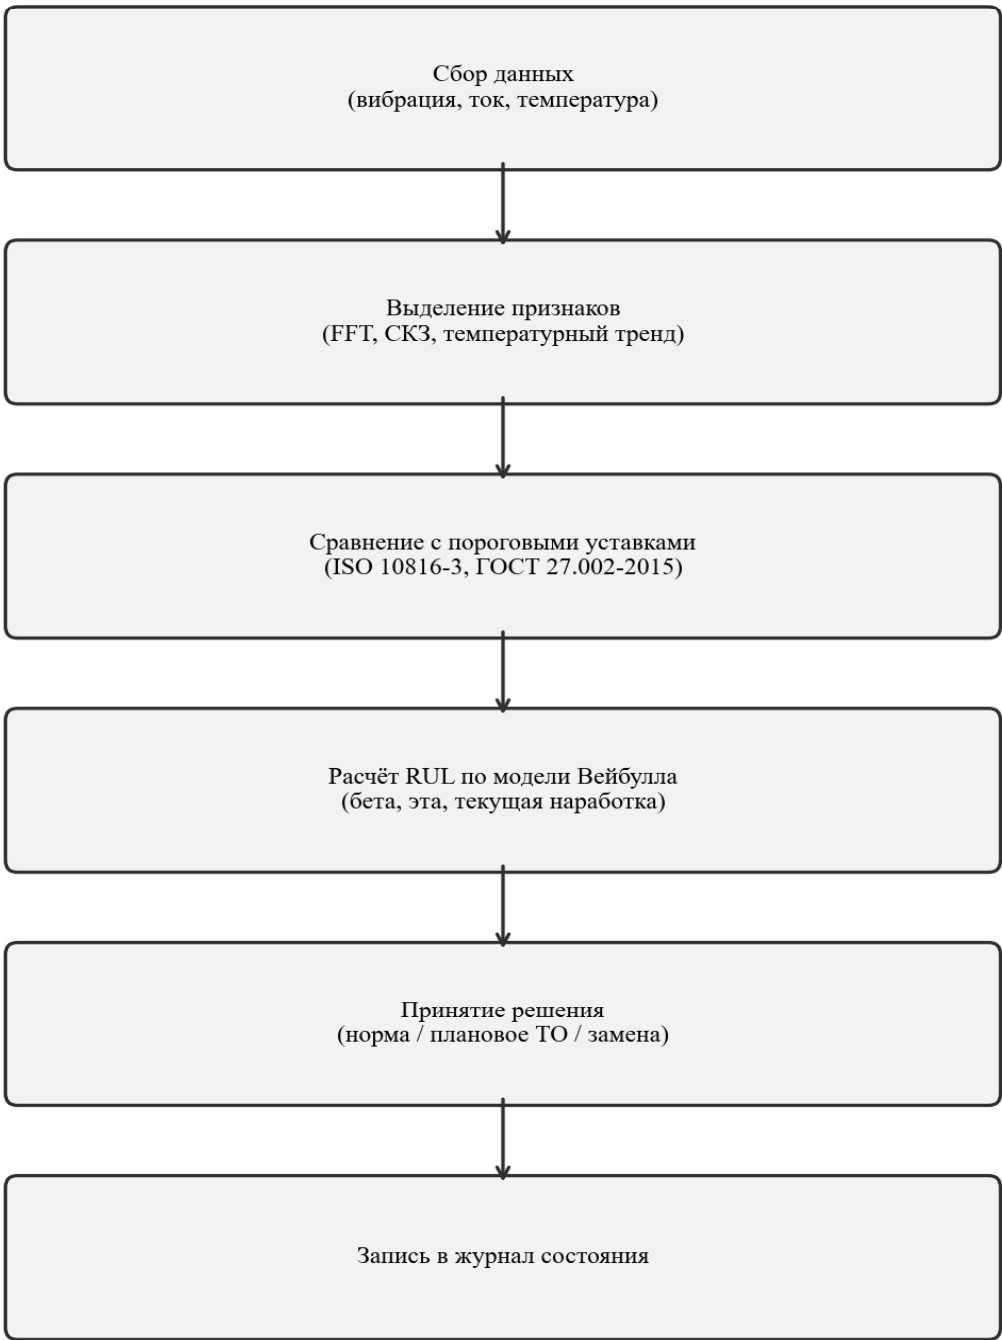 Сбор данных
(вибрация, ток, температура)
Выделение признаков
(FFT, СКЗ, температурный тренд)
Сравнение с пороговыми уставками
(ISO 10816-3, ГОСТ 27.002-2015)
Расчёт RUL по модели Вейбулла
(бета, эта, текущая наработка)
Принятие решения
(норма / плановое ТО / замена)
Запись в журнал состояния